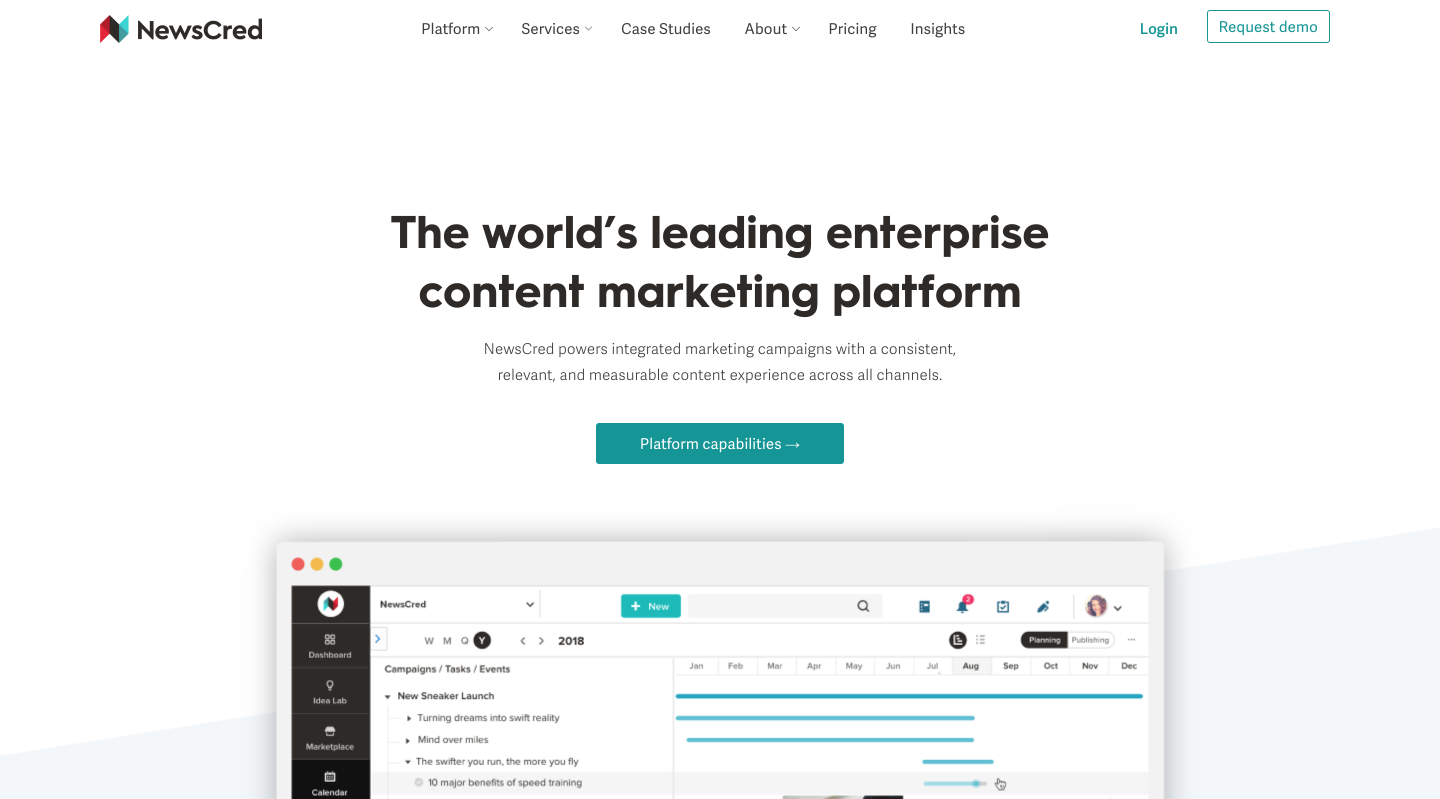 NewsCred
Platform
Services
Case Studies
About
Pricing
Insights
Login
Request demo
The world's leading enterprise
content marketing platform
NewsCred powers integrated marketing campaigns with a consistent,
relevant, and measurable content experience across all channels.
Platform capabilities →
NewsCred
+ New
2
W M Q Y
< > 2018
Planning
Publishing
Dashboard
Campaigns / Tasks / Events
Jan Feb Mar Apr May Jun Jul Aug Sep Oct Nov Dec
New Sneaker Launch
Idea Lab
Turning dreams into swift reality
Mind over miles
Marketplace
The swifter you run, the more you fly
10 major benefits of speed training
Calendar